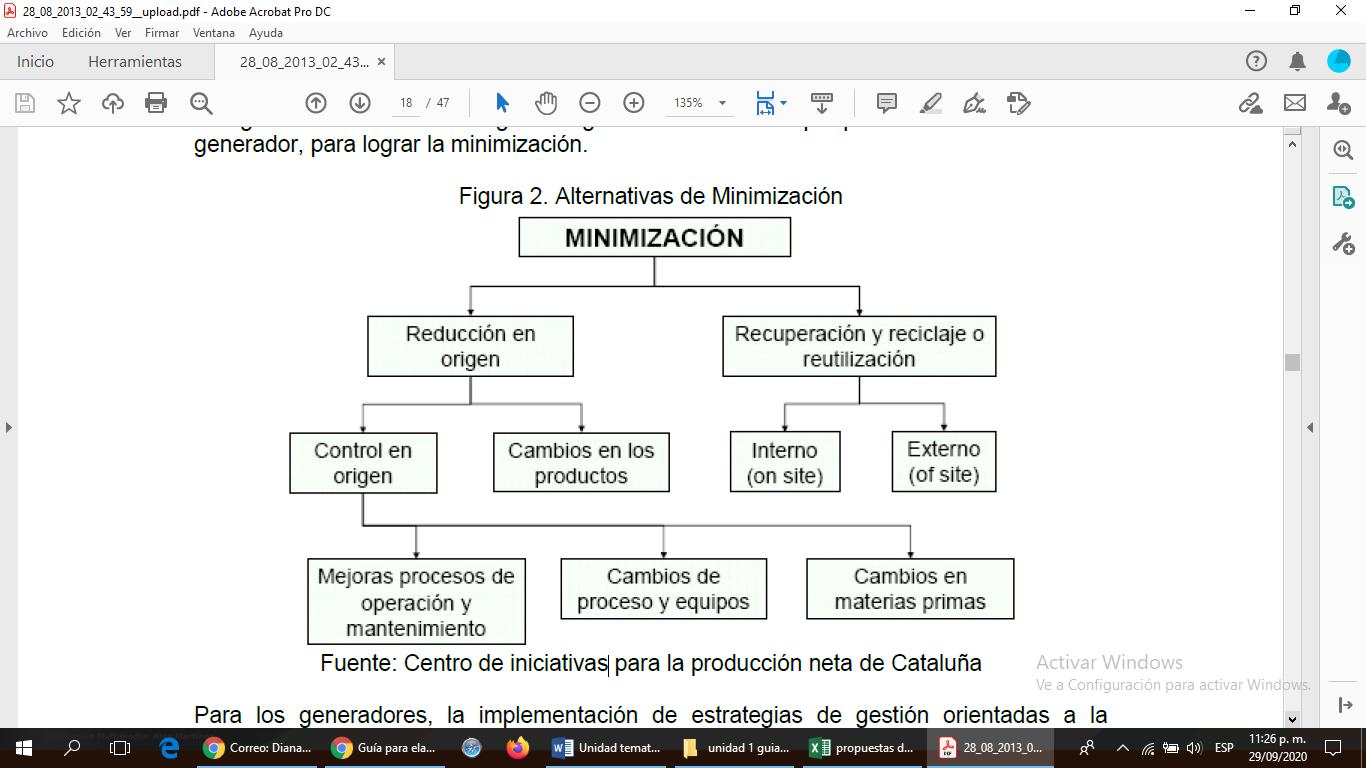 28_08_2013_02_43_59__upload.pdf - Adobe Acrobat Pro DC
Archivo Edición Ver Firmar Ventana Ayuda
Inicio Herramientas 28_08_2013_02_43... ×
18 / 47 135%
generador, para lograr la minimización.
Figura 2. Alternativas de Minimización
MINIMIZACIÓN
Reducción en
origen
Recuperación y reciclaje o
reutilización
Control en
origen
Cambios en los
productos
Interno
(on site)
Externo
(of site)
Mejoras procesos de
operación y
mantenimiento
Cambios de
proceso y equipos
Cambios en
materias primas
Fuente: Centro de iniciativas para la producción neta de Cataluña
Activar Windows
Ve a Configuración para activar Windows.
Para los generadores, la implementación de estrategias de gestión orientadas a la
Correo: Diana... Guía para ela... Unidad temat... unidad 1 guia... propuestas d... 28_08_2013_0... ESP 11:26 p. m.
29/09/2020